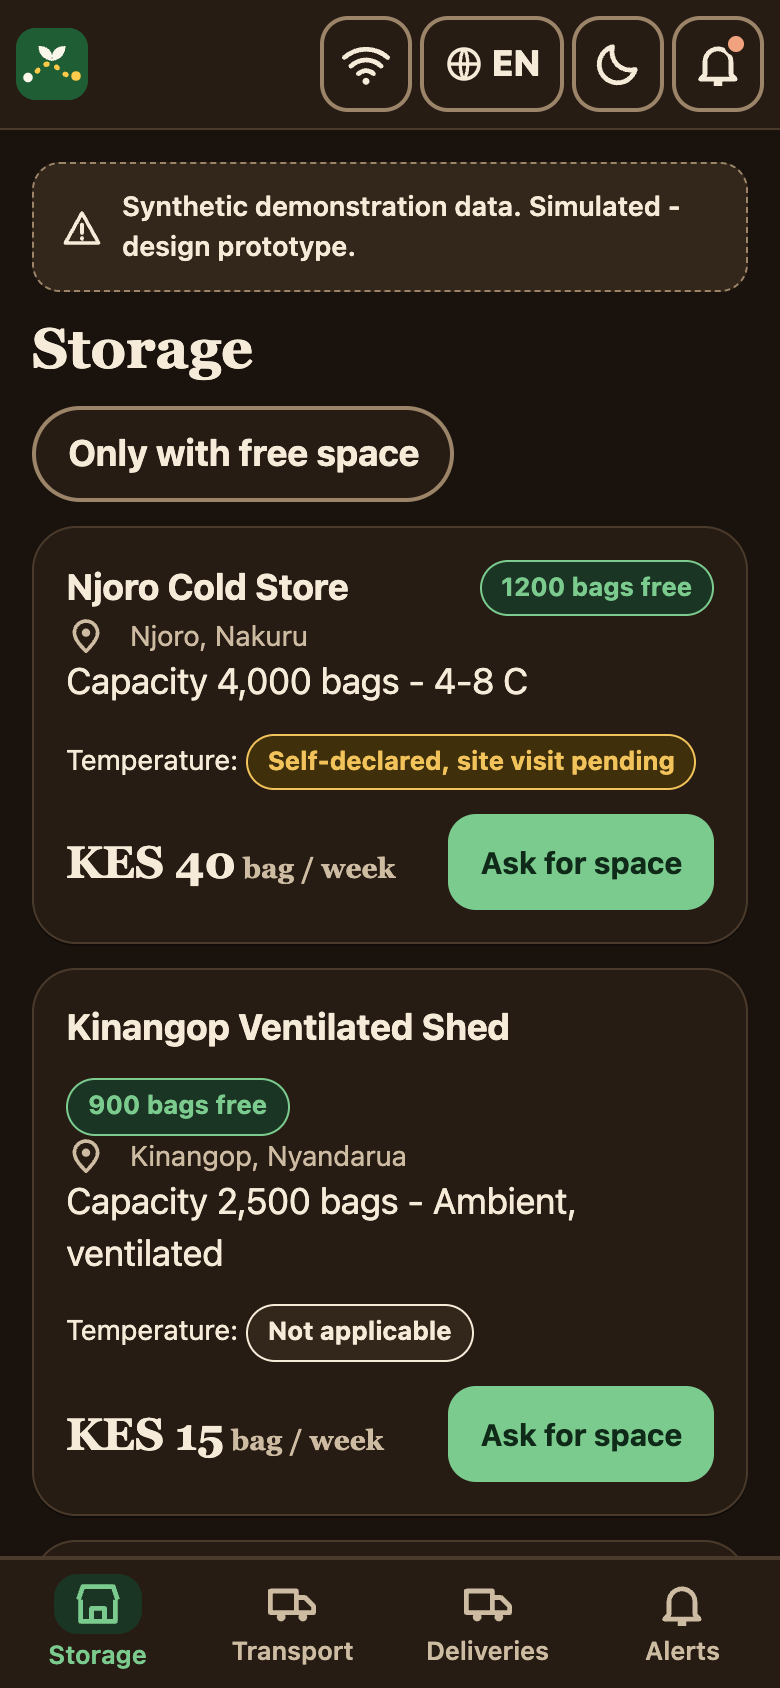 EN
Synthetic demonstration data. Simulated -
design prototype.
Storage
Only with free space
Njoro Cold Store
1200 bags free
Njoro, Nakuru
Capacity 4,000 bags - 4-8 C
Temperature: Self-declared, site visit pending
KES 40 bag / week
Ask for space
Kinangop Ventilated Shed
900 bags free
Kinangop, Nyandarua
Capacity 2,500 bags - Ambient,
ventilated
Temperature: Not applicable
KES 15 bag / week
Ask for space
Storage
Transport
Deliveries
Alerts